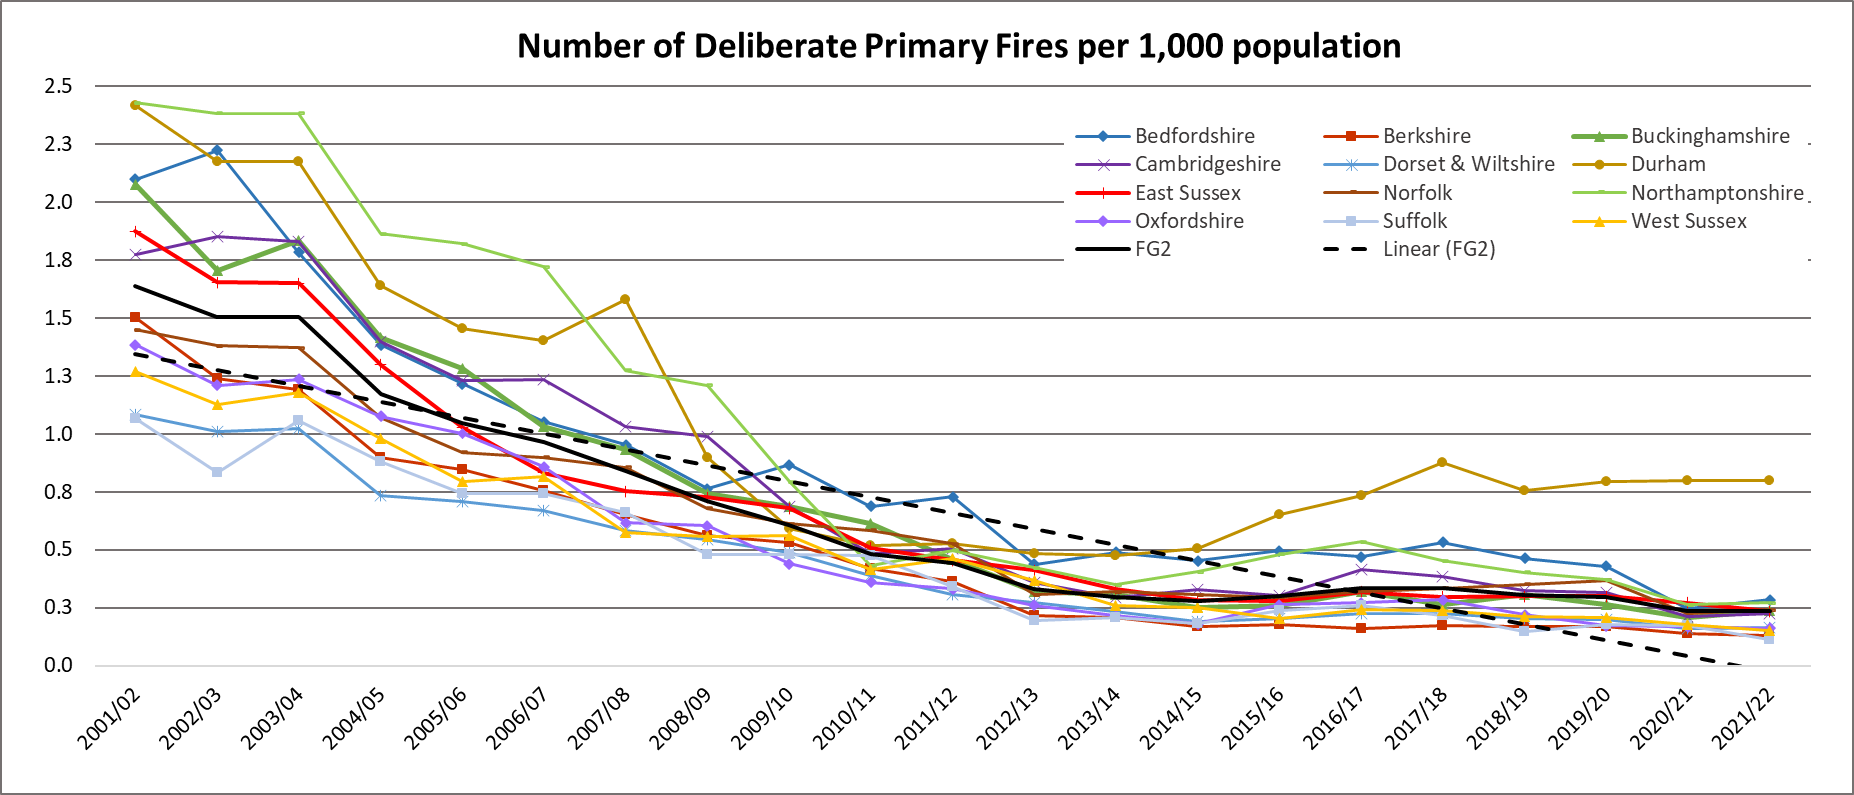 Number of Deliberate Primary Fires per 1,000 population
2.5
2.3
2.0
1.8
1.5
1.3
1.0
0.8
0.5
0.3
0.0
Bedfordshire Berkshire Buckinghamshire
Cambridgeshire Dorset & Wiltshire Durham
East Sussex Norfolk Northamptonshire
Oxfordshire Suffolk West Sussex
FG2 Linear (FG2)
2001/02 2002/03 2003/04 2004/05 2005/06 2006/07 2007/08 2008/09 2009/10 2010/11 2011/12 2012/13 2013/14 2014/15 2015/16 2016/17 2017/18 2018/19 2019/20 2020/21 2021/22